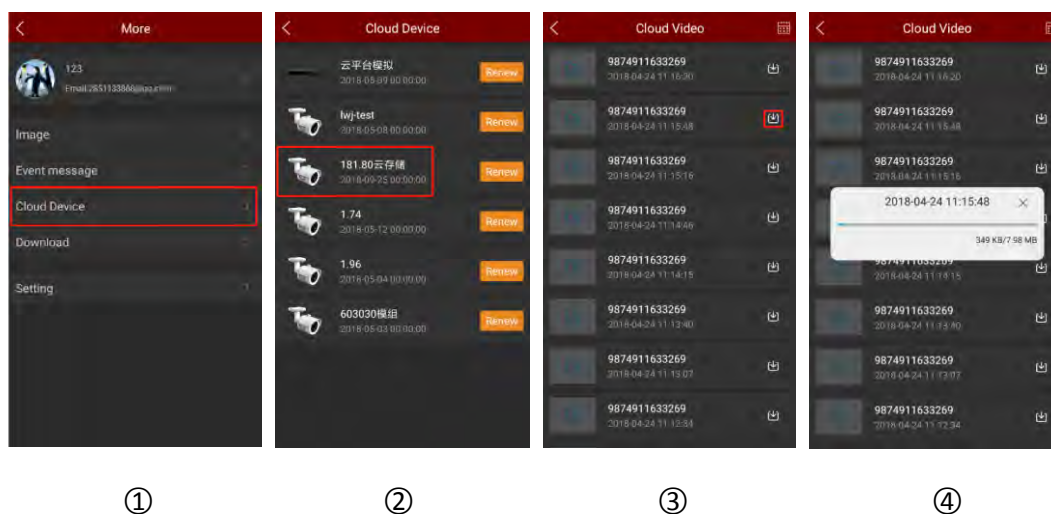 More
123
Image
Event message
Cloud Device
Download
Setting
①
Cloud Device
云平台模拟
2018-05-09 00:00:00
Renew
lwj-test
2018-05-08 00:00:00
Renew
181.80云存储
2018-09-25 00:00:00
Renew
1.74
2018-05-12 00:00:00
Renew
1.96
2018-05-04 00:00:00
Renew
603030模组
2018-05-03 00:00:00
Renew
②
Cloud Video
9874911633269
2018-04-24 11:16:20
9874911633269
2018-04-24 11:15:48
9874911633269
2018-04-24 11:15:16
9874911633269
2018-04-24 11:14:46
9874911633269
2018-04-24 11:14:15
9874911633269
2018-04-24 11:13:40
9874911633269
2018-04-24 11:13:07
9874911633269
2018-04-24 11:12:34
③
Cloud Video
9874911633269
2018-04-24 11:16:20
9874911633269
2018-04-24 11:15:48
9874911633269
2018-04-24 11:15:16
2018-04-24 11:15:48
349 KB/7.98 MB
9874911633269
2018-04-24 11:14:15
9874911633269
2018-04-24 11:13:40
9874911633269
2018-04-24 11:13:07
9874911633269
2018-04-24 11:12:34
④